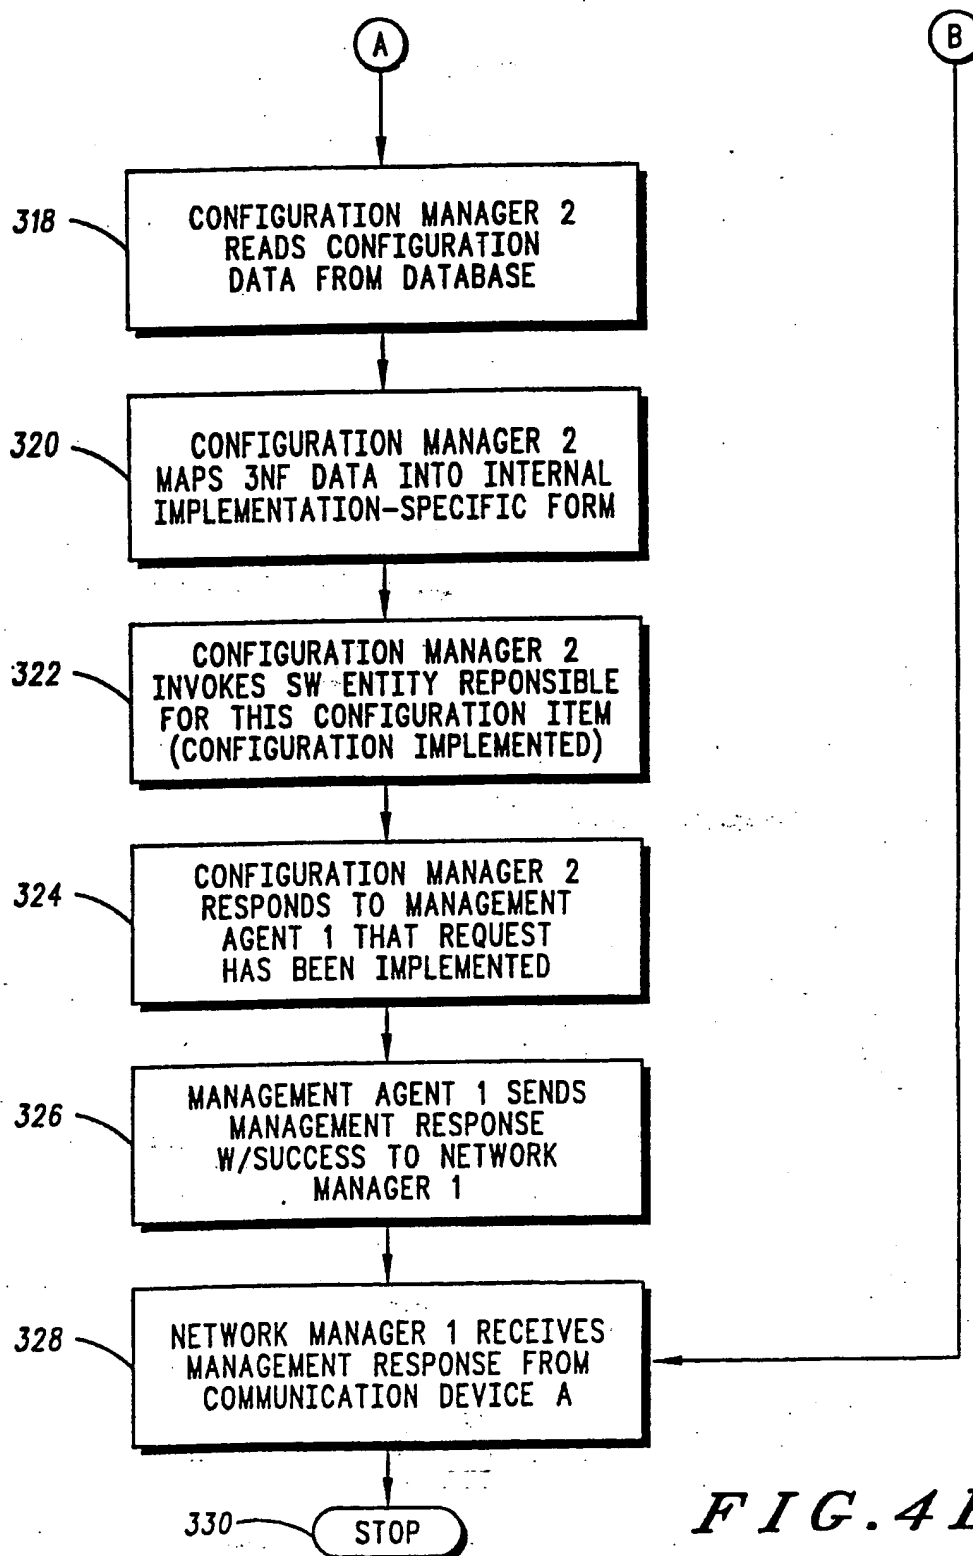 A
B
318
CONFIGURATION MANAGER 2
READS CONFIGURATION
DATA FROM DATABASE
320
CONFIGURATION MANAGER 2
MAPS 3NF DATA INTO INTERNAL
IMPLEMENTATION-SPECIFIC FORM
322
CONFIGURATION MANAGER 2
INVOKES SW ENTITY REPONSIBLE
FOR THIS CONFIGURATION ITEM
(CONFIGURATION IMPLEMENTED)
324
CONFIGURATION MANAGER 2
RESPONDS TO MANAGEMENT
AGENT 1 THAT REQUEST
HAS BEEN IMPLEMENTED
326
MANAGEMENT AGENT 1 SENDS
MANAGEMENT RESPONSE
W/SUCCESS TO NETWORK
MANAGER 1
328
NETWORK MANAGER 1 RECEIVES
MANAGEMENT RESPONSE FROM
COMMUNICATION DEVICE A
330
STOP
FIG.4